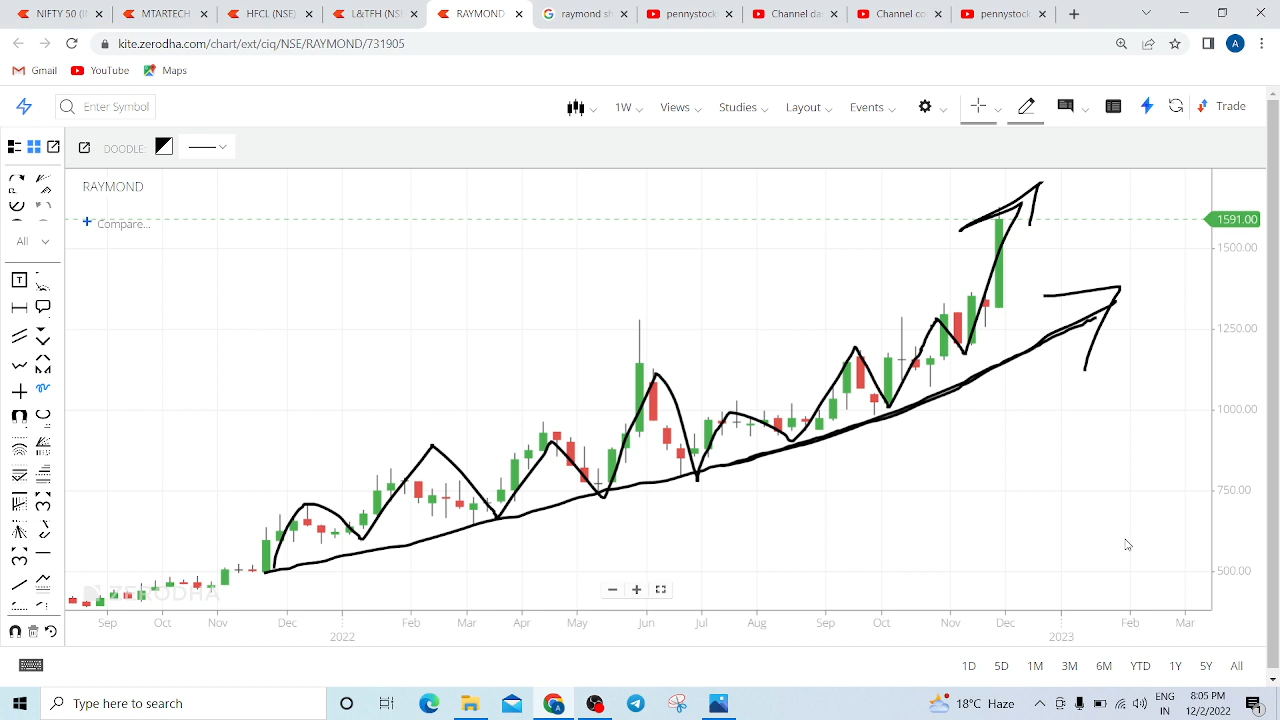 NIFTY 50 (I
MTARTECH
HFCL (NSE)
L&TFH (NS
RAYMOND
raymond sh
pennystock
Channel da
Channel co
pennystock
kite.zerodha.com/chart/ext/ciq/NSE/RAYMOND/731905
A
Gmail YouTube Maps
Enter Symbol
1W Views Studies Layout Events Trade
DOODLE:
RAYMOND
Compare...
All
T
1591.00
1500.00
1250.00
1000.00
750.00
500.00
ZERODHA
Sep Oct Nov Dec 2022 Feb Mar Apr May Jun Jul Aug Sep Oct Nov Dec 2023 Feb Mar
1D 5D 1M 3M 6M YTD 1Y 5Y All
Type here to search
18°C Haze
ENG
IN
8:05 PM
12/2/2022
1